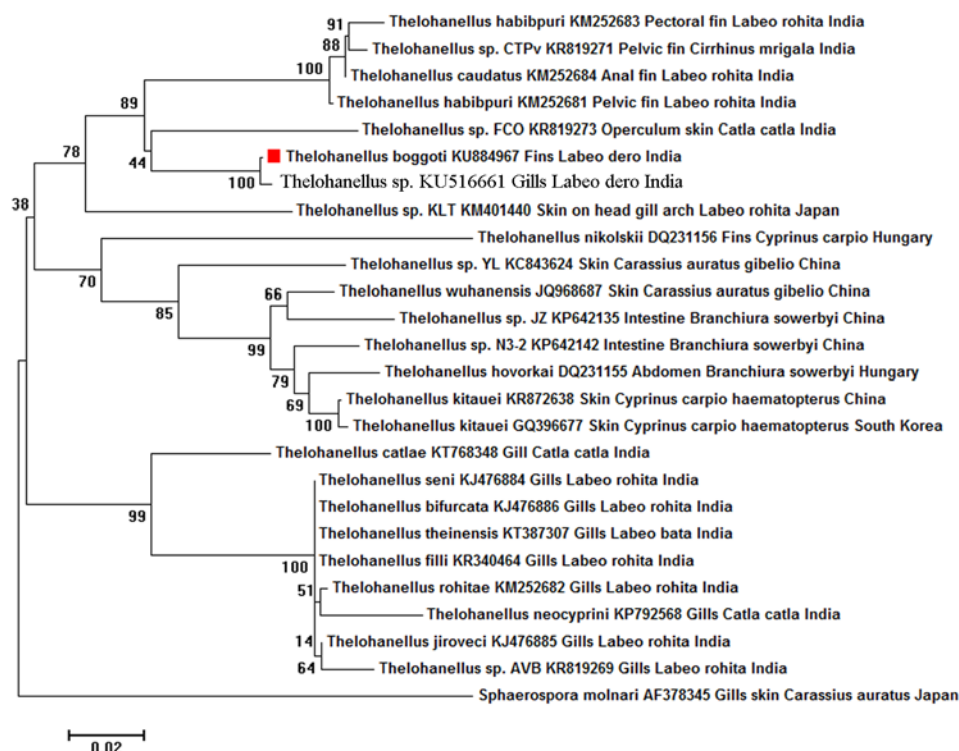 91
Thelohanellus habibpuri KM252683 Pectoral fin Labeo rohita India
88
Thelohanellus sp. CTPv KR819271 Pelvic fin Cirrhinus mrigala India
100
Thelohanellus caudatus KM252684 Anal fin Labeo rohita India
Thelohanellus habibpuri KM252681 Pelvic fin Labeo rohita India
89
Thelohanellus sp. FCO KR819273 Operculum skin Catla catla India
78
44
Thelohanellus boggoti KU884967 Fins Labeo dero India
100
Thelohanellus sp. KU516661 Gills Labeo dero India
38
Thelohanellus sp. KLT KM401440 Skin on head gill arch Labeo rohita Japan
Thelohanellus nikolskii DQ231156 Fins Cyprinus carpio Hungary
70
Thelohanellus sp. YL KC843624 Skin Carassius auratus gibelio China
85
66
Thelohanellus wuhanensis JQ968687 Skin Carassius auratus gibelio China
Thelohanellus sp. JZ KP642135 Intestine Branchiura sowerbyi China
99
Thelohanellus sp. N3-2 KP642142 Intestine Branchiura sowerbyi China
79
Thelohanellus hovorkai DQ231155 Abdomen Branchiura sowerbyi Hungary
69
Thelohanellus kitauei KR872638 Skin Cyprinus carpio haematopterus China
100
Thelohanellus kitauei GQ396677 Skin Cyprinus carpio haematopterus South Korea
Thelohanellus catlae KT768348 Gill Catla catla India
99
Thelohanellus seni KJ476884 Gills Labeo rohita India
Thelohanellus bifurcata KJ476886 Gills Labeo rohita India
Thelohanellus theinensis KT387307 Gills Labeo bata India
Thelohanellus filli KR340464 Gills Labeo rohita India
100
51
Thelohanellus rohitae KM252682 Gills Labeo rohita India
Thelohanellus neocyprini KP792568 Gills Catla catla India
14
Thelohanellus jiroveci KJ476885 Gills Labeo rohita India
64
Thelohanellus sp. AVB KR819269 Gills Labeo rohita India
Sphaerospora molnari AF378345 Gills skin Carassius auratus Japan
0.02